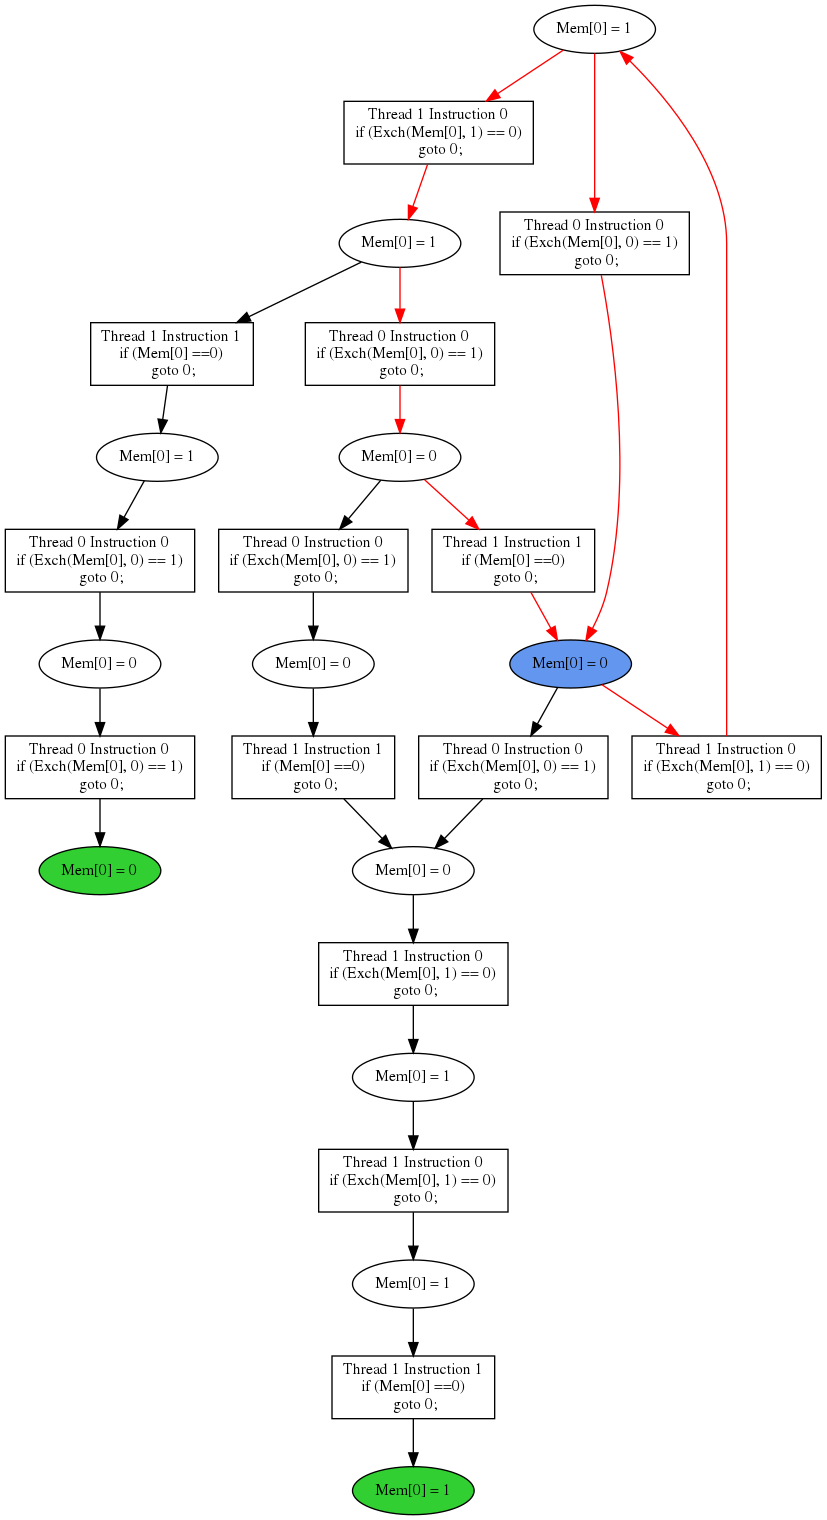 Mem[0] = 1
Thread 1 Instruction 0
if (Exch(Mem[0], 1) == 0)
goto 0;
Thread 0 Instruction 0
if (Exch(Mem[0], 0) == 1)
goto 0;
Mem[0] = 1
Thread 1 Instruction 1
if (Mem[0] ==0)
goto 0;
Thread 0 Instruction 0
if (Exch(Mem[0], 0) == 1)
goto 0;
Mem[0] = 1
Mem[0] = 0
Thread 0 Instruction 0
if (Exch(Mem[0], 0) == 1)
goto 0;
Thread 0 Instruction 0
if (Exch(Mem[0], 0) == 1)
goto 0;
Thread 1 Instruction 1
if (Mem[0] ==0)
goto 0;
Mem[0] = 0
Mem[0] = 0
Mem[0] = 0
Thread 0 Instruction 0
if (Exch(Mem[0], 0) == 1)
goto 0;
Thread 1 Instruction 1
if (Mem[0] ==0)
goto 0;
Thread 0 Instruction 0
if (Exch(Mem[0], 0) == 1)
goto 0;
Thread 1 Instruction 0
if (Exch(Mem[0], 1) == 0)
goto 0;
Mem[0] = 0
Mem[0] = 0
Thread 1 Instruction 0
if (Exch(Mem[0], 1) == 0)
goto 0;
Mem[0] = 1
Thread 1 Instruction 0
if (Exch(Mem[0], 1) == 0)
goto 0;
Mem[0] = 1
Thread 1 Instruction 1
if (Mem[0] ==0)
goto 0;
Mem[0] = 1